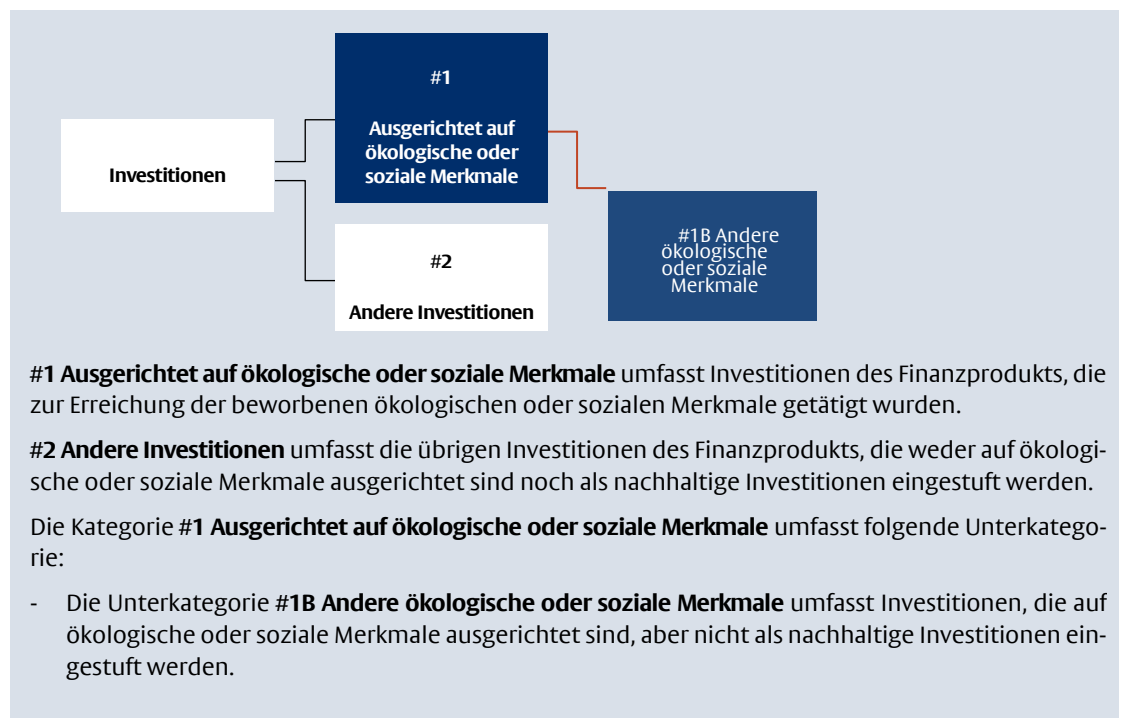 #1
Ausgerichtet auf
ökologische oder
soziale Merkmale
Investitionen
#2
Andere Investitionen
#1B Andere
ökologische
oder soziale
Merkmale
#1 Ausgerichtet auf ökologische oder soziale Merkmale umfasst Investitionen des Finanzprodukts, die
zur Erreichung der beworbenen ökologischen oder sozialen Merkmale getätigt wurden.
#2 Andere Investitionen umfasst die übrigen Investitionen des Finanzprodukts, die weder auf ökologi-
sche oder soziale Merkmale ausgerichtet sind noch als nachhaltige Investitionen eingestuft werden.
Die Kategorie #1 Ausgerichtet auf ökologische oder soziale Merkmale umfasst folgende Unterkatego-
rie:
- Die Unterkategorie #1B Andere ökologische oder soziale Merkmale umfasst Investitionen, die auf
ökologische oder soziale Merkmale ausgerichtet sind, aber nicht als nachhaltige Investitionen ein-
gestuft werden.